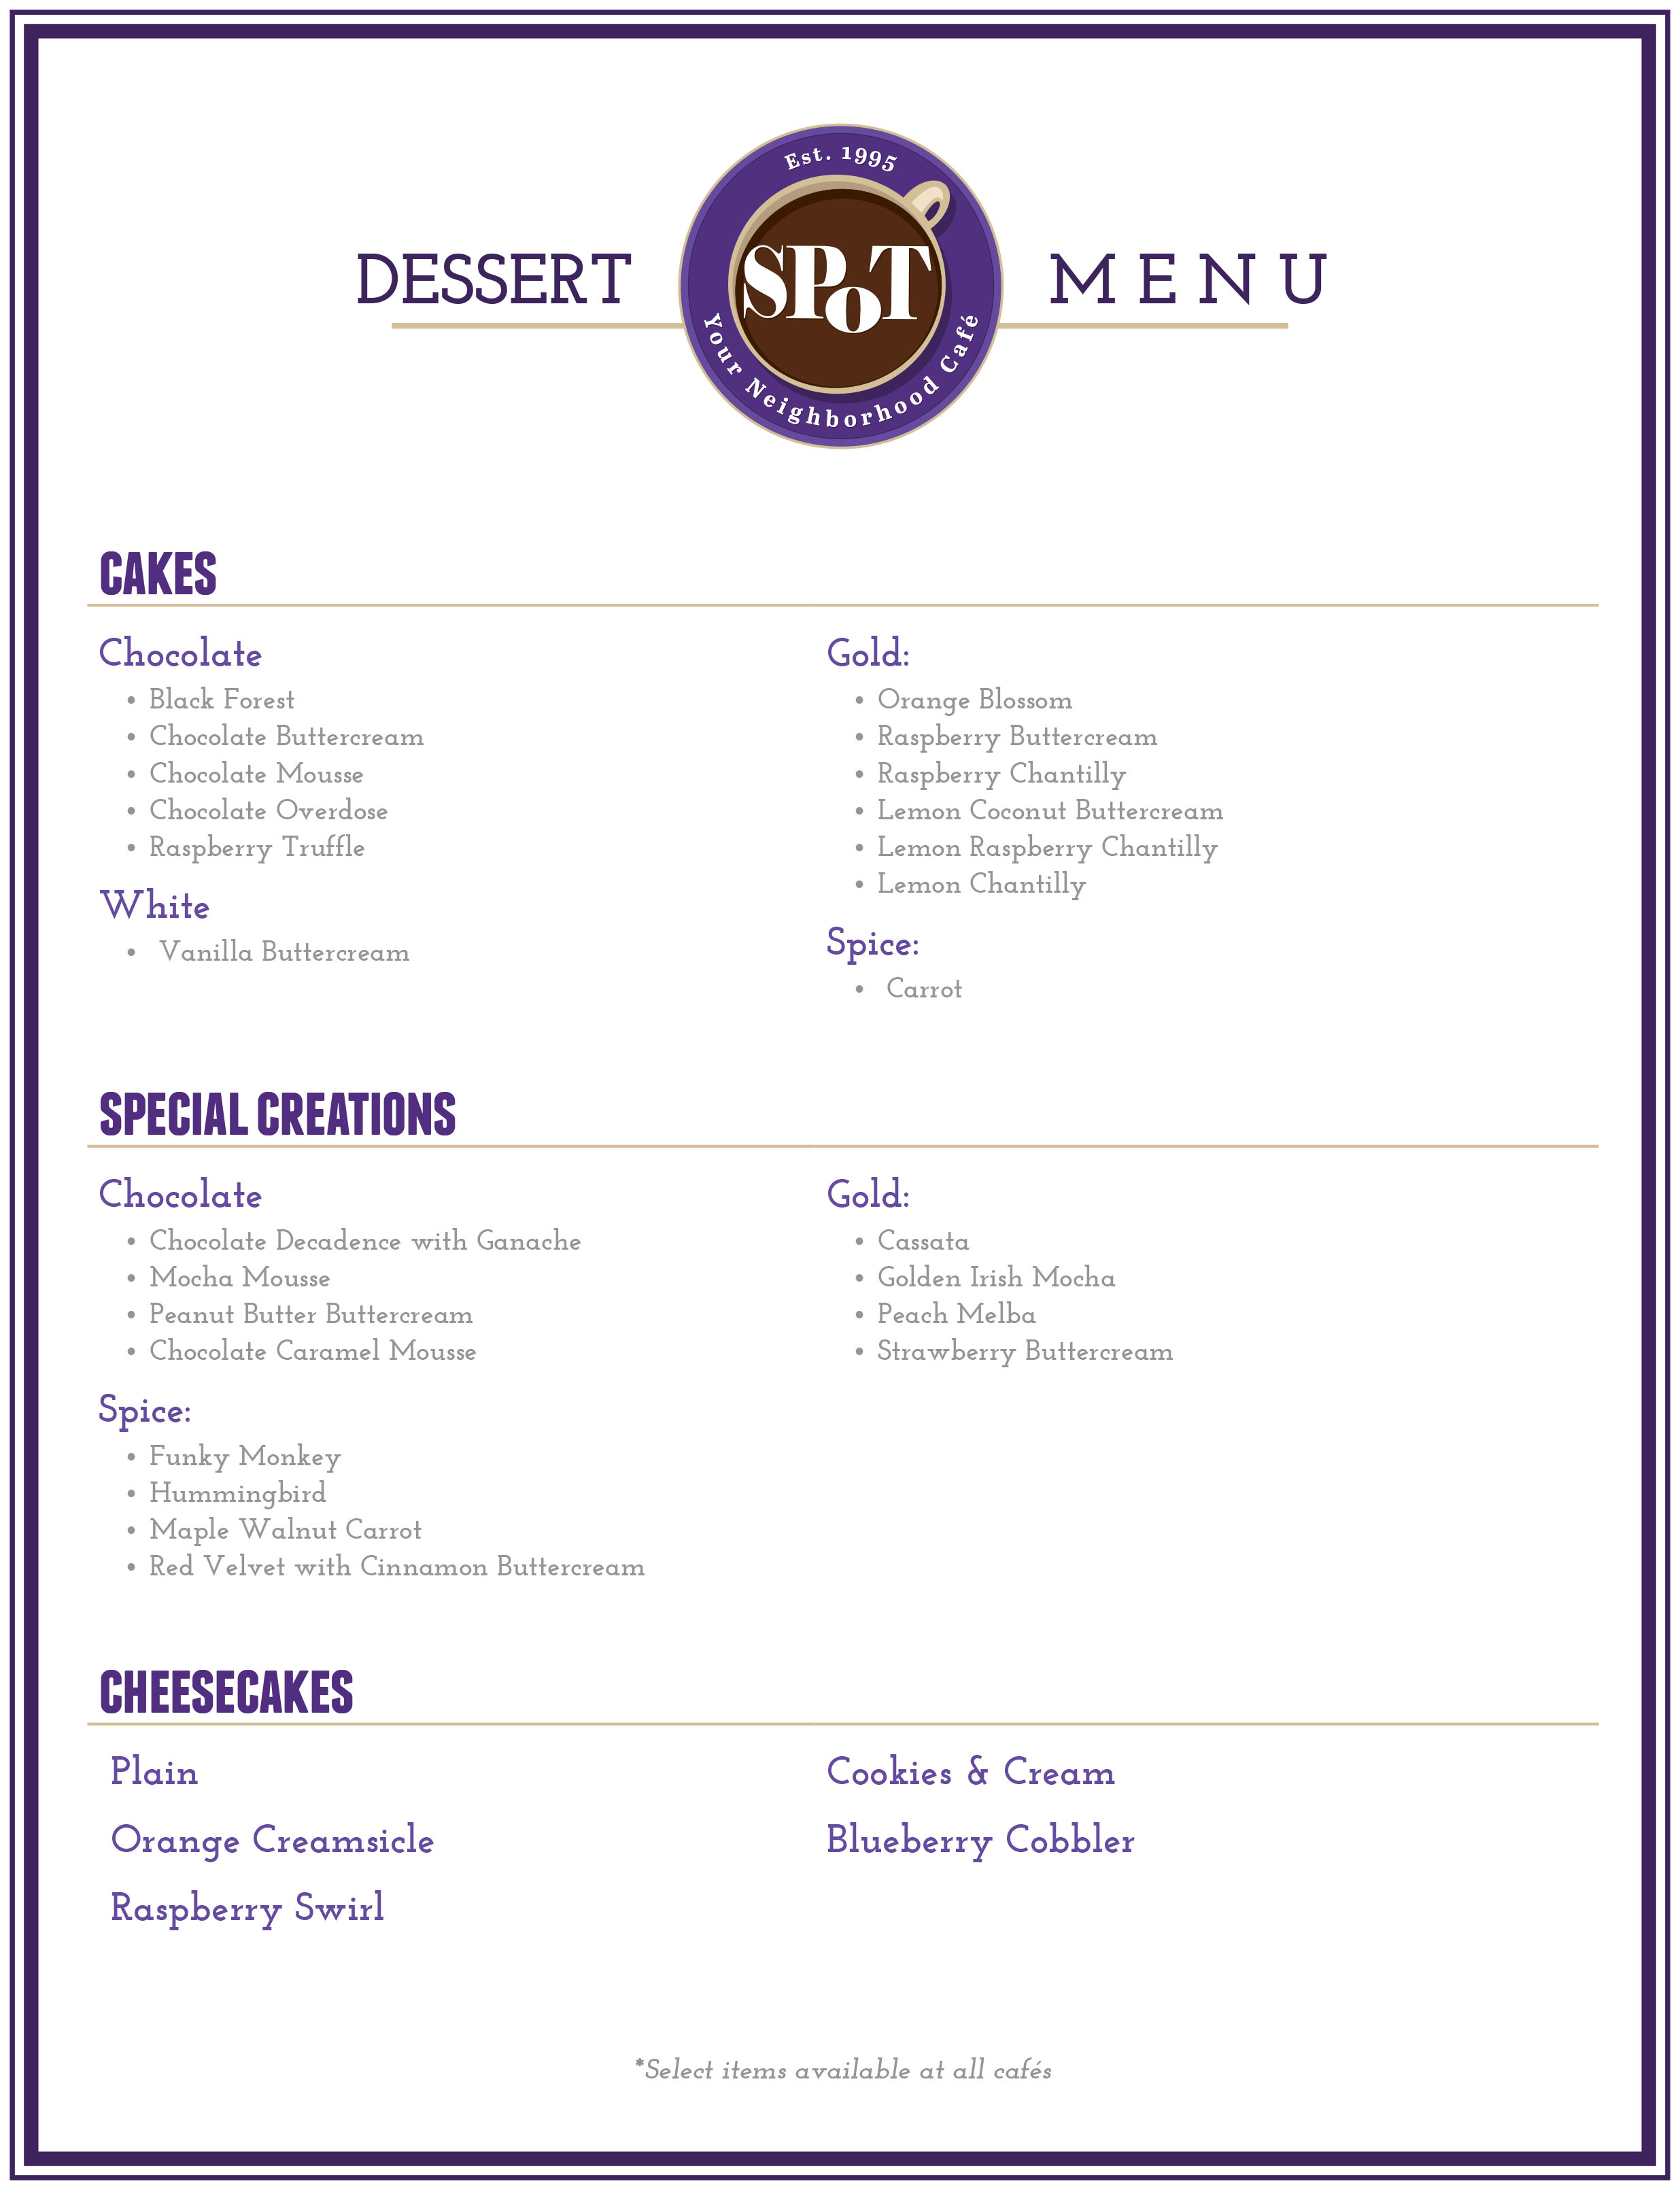 DESSERT
Est. 1995
SPOT
Your Neighborhood Café
MENU
CAKES
Chocolate
• Black Forest
• Chocolate Buttercream
• Chocolate Mousse
• Chocolate Overdose
• Raspberry Truffle
White
• Vanilla Buttercream
Gold:
• Orange Blossom
• Raspberry Buttercream
• Raspberry Chantilly
• Lemon Coconut Buttercream
• Lemon Raspberry Chantilly
• Lemon Chantilly
Spice:
• Carrot
SPECIAL CREATIONS
Chocolate
• Chocolate Decadence with Ganache
• Mocha Mousse
• Peanut Butter Buttercream
• Chocolate Caramel Mousse
Spice:
• Funky Monkey
• Hummingbird
• Maple Walnut Carrot
• Red Velvet with Cinnamon Buttercream
Gold:
• Cassata
• Golden Irish Mocha
• Peach Melba
• Strawberry Buttercream
CHEESECAKES
Plain
Orange Creamsicle
Raspberry Swirl
Cookies & Cream
Blueberry Cobbler
*Select items available at all cafés